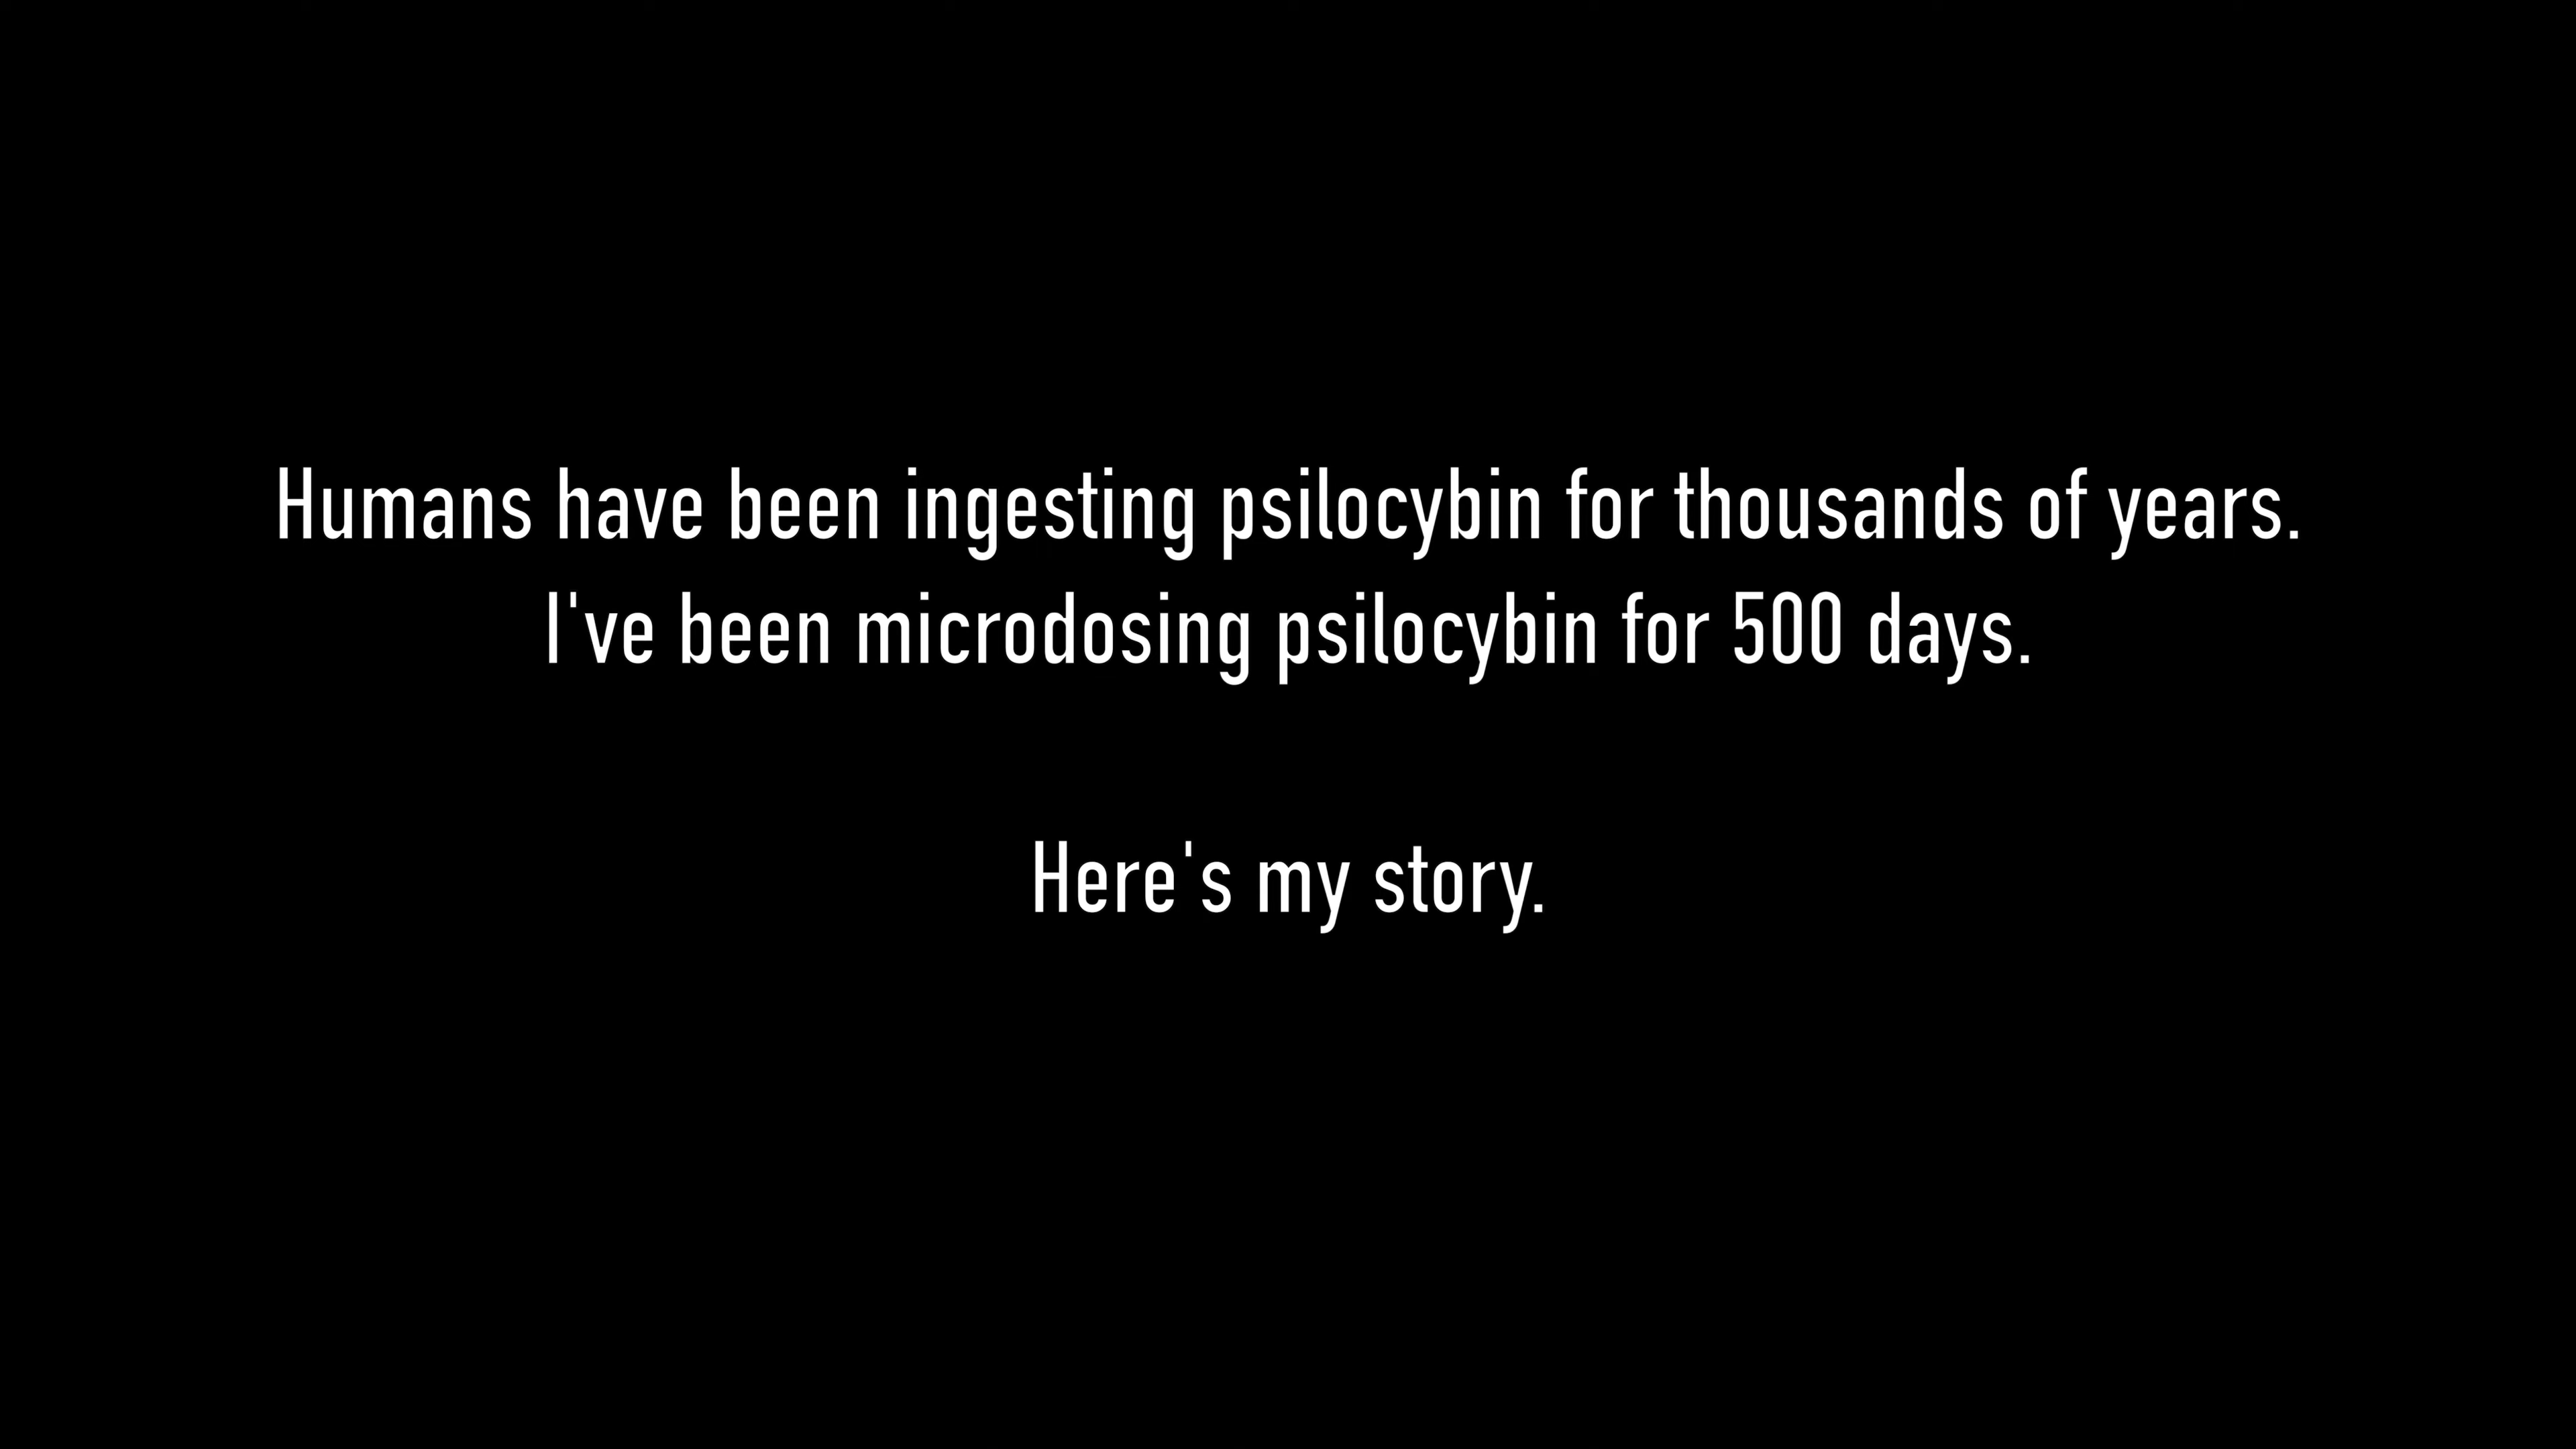 Humans have been ingesting psilocybin for thousands of years.
I've been microdosing psilocybin for 500 days.
Here's my story.